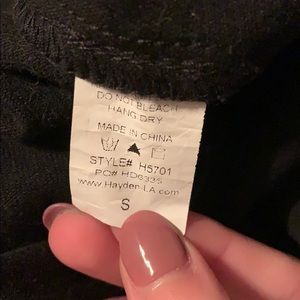 DO NOT BLEACH
HANG DRY
MADE IN CHINA
STYLE# H5701
PO# HD6335
www.Hayden-LA.com
S